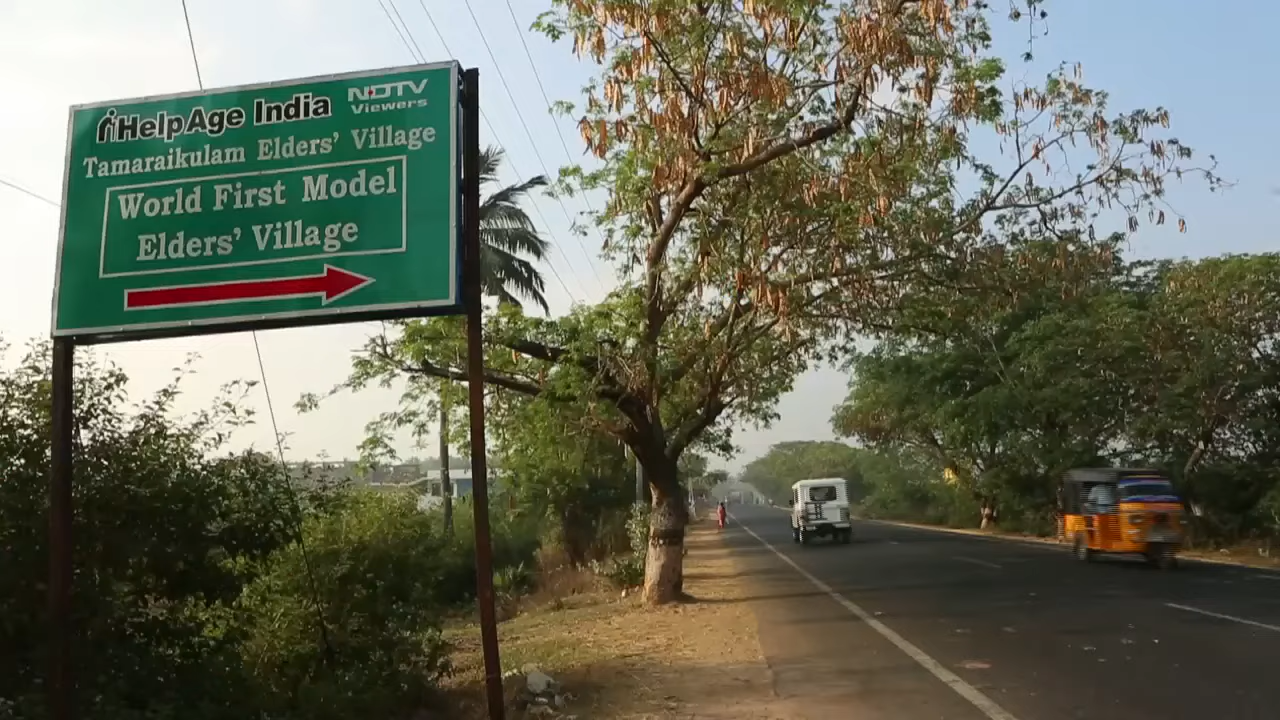 HelpAge India
NDTV
Viewers
Tamaraikulam Elders' Village
World First Model
Elders' Village